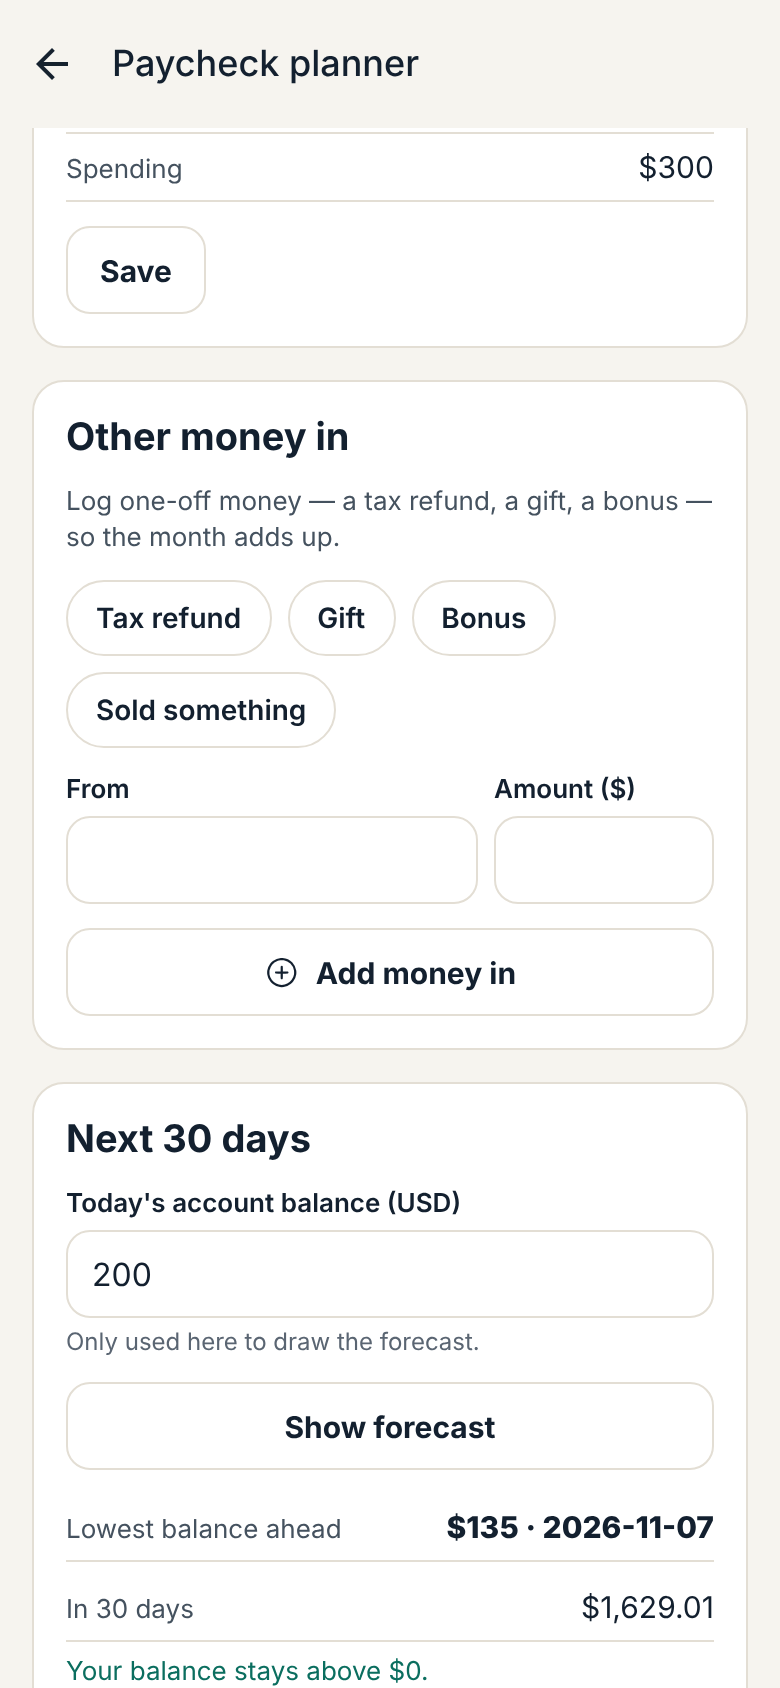 Paycheck planner
Spending $300
Save
Other money in
Log one-off money — a tax refund, a gift, a bonus —
so the month adds up.
Tax refund Gift Bonus
Sold something
From Amount ($)
Add money in
Next 30 days
Today's account balance (USD)
200
Only used here to draw the forecast.
Show forecast
Lowest balance ahead $135 · 2026-11-07
In 30 days $1,629.01
Your balance stays above $0.